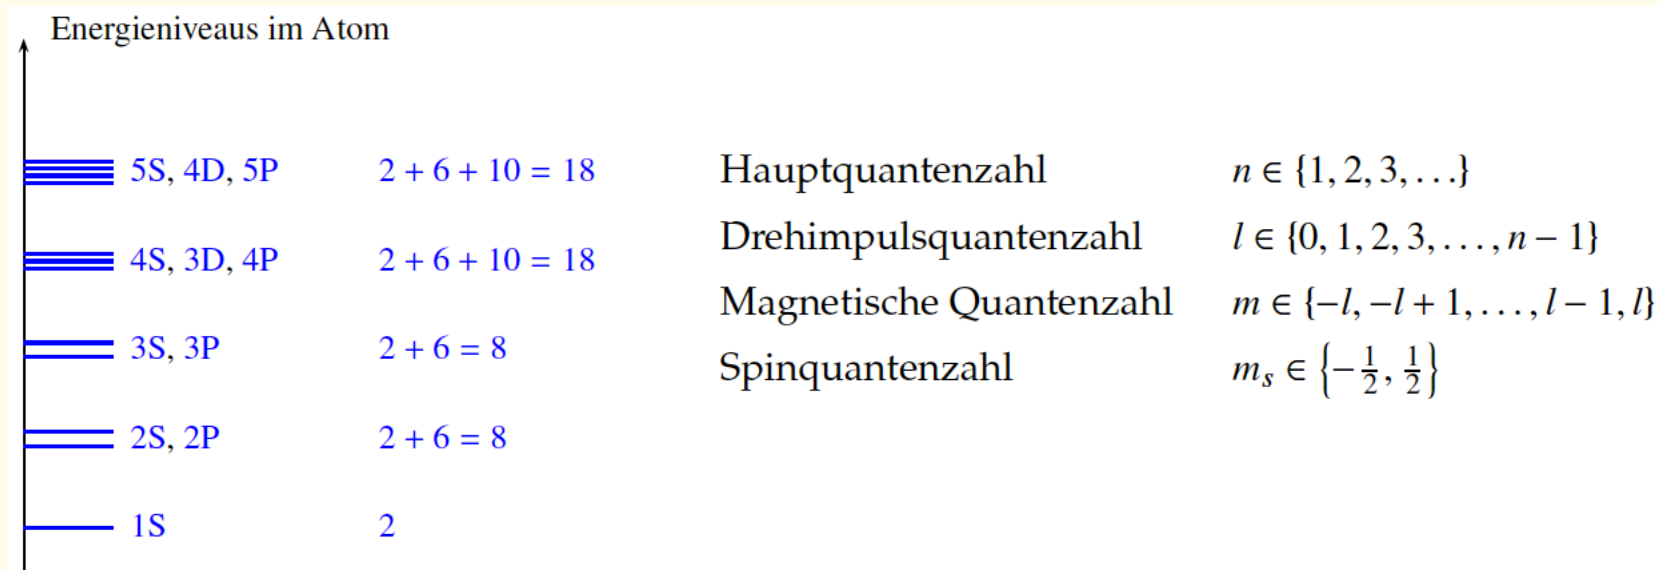 Energieniveaus im Atom
5S, 4D, 5P 2 + 6 + 10 = 18 Hauptquantenzahl n ∈ {1, 2, 3, . . .}
Drehimpulsquantenzahl l ∈ {0, 1, 2, 3, . . . , n − 1}
4S, 3D, 4P 2 + 6 + 10 = 18
Magnetische Quantenzahl m ∈ {−l, −l + 1, . . . , l − 1, l}
3S, 3P 2 + 6 = 8
Spinquantenzahl m_s ∈ {−1/2, 1/2}
2S, 2P 2 + 6 = 8
1S 2